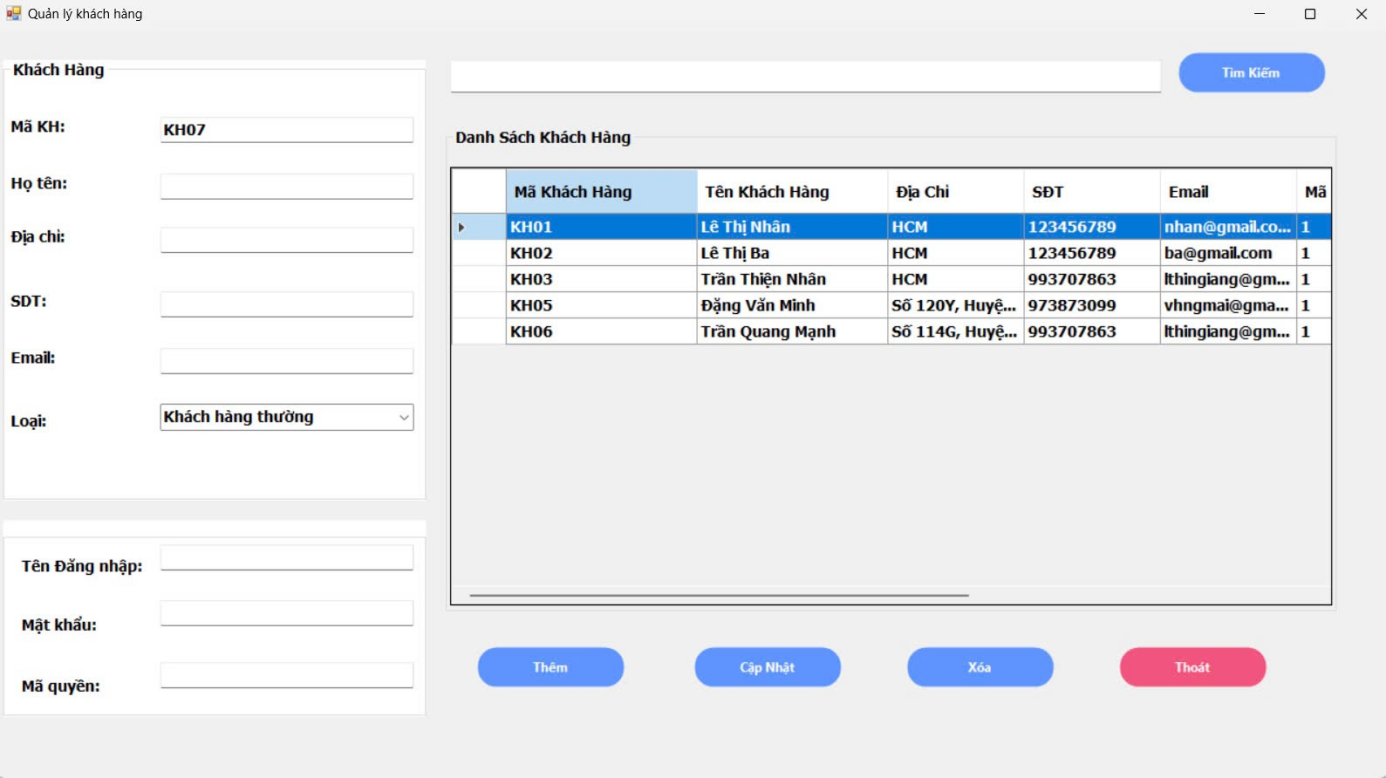 Quản lý khách hàng
Khách Hàng
Mã KH: KH07
Họ tên:
Địa chỉ:
SĐT:
Email:
Loại: Khách hàng thường
Tên Đăng nhập:
Mật khẩu:
Mã quyền:
Tìm Kiếm
Danh Sách Khách Hàng
Mã Khách Hàng Tên Khách Hàng Địa Chỉ SĐT Email Mã
KH01 Lê Thị Nhân HCM 123456789 nhan@gmail.co... 1
KH02 Lê Thị Ba HCM 123456789 ba@gmail.com 1
KH03 Trần Thiện Nhân HCM 993707863 lthingiang@gm... 1
KH05 Đặng Văn Minh Số 120Y, Huyệ... 973873099 vhngmai@gma... 1
KH06 Trần Quang Mạnh Số 114G, Huyệ... 993707863 lthingiang@gm... 1
Thêm Cập Nhật Xóa Thoát